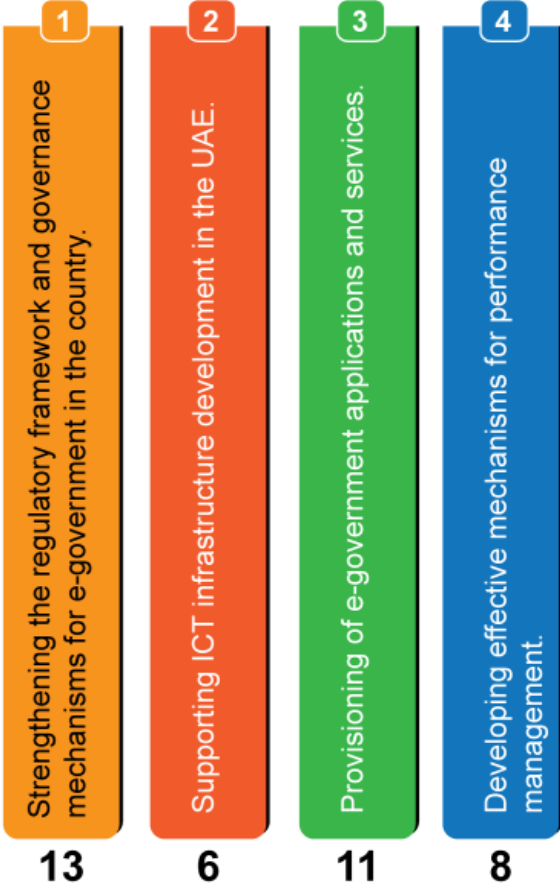 1
Strengthening the regulatory framework and governance
mechanisms for e-government in the country.
13
2
Supporting ICT infrastructure development in the UAE.
6
3
Provisioning of e-government applications and services.
11
4
Developing effective mechanisms for performance
management.
8